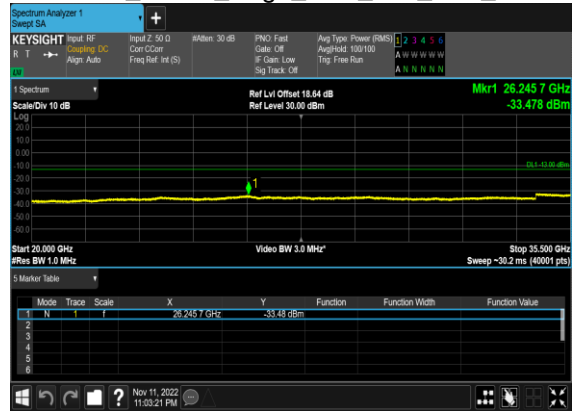 Spectrum Analyzer 1
Swept SA
+
KEYSIGHT Input: RF Input Z: 50 Ω #Atten: 30 dB PNO: Fast Avg Type: Power (RMS) 1 2 3 4 5 6
R T Coupling: DC Corr CCorr Gate: Off Avg|Hold: 100/100 A W W W W W
Align: Auto Freq Ref: Int (S) IF Gain: Low Trig: Free Run
Sig Track: Off A N N N N N
1 Spectrum Ref Lvl Offset 18.64 dB Mkr1 26.245 7 GHz
Scale/Div 10 dB Ref Level 30.00 dBm -33.478 dBm
Log
20.0
10.0
0.00
-10.0
DL1 -13.00 dBm
-20.0
1
-30.0
-40.0
-50.0
-60.0
Start 20.000 GHz Video BW 3.0 MHz* Stop 35.500 GHz
#Res BW 1.0 MHz Sweep ~30.2 ms (40001 pts)
5 Marker Table
Mode Trace Scale X Y Function Function Width Function Value
1 N 1 f 26.245 7 GHz -33.48 dBm
2
3
4
5
6
? Nov 11, 2022
11:03:21 PM